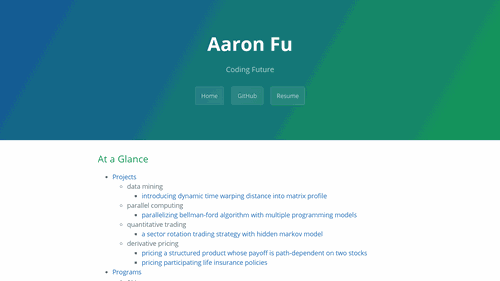 Aaron Fu
Coding Future
Home
GitHub
Resume
At a Glance
Projects
data mining
introducing dynamic time warping distance into matrix profile
parallel computing
parallelizing bellman-ford algorithm with multiple programming models
quantitative trading
a sector rotation trading strategy with hidden markov model
derivative pricing
pricing a structured product whose payoff is path-dependent on two stocks
pricing participating life insurance policies
Programs